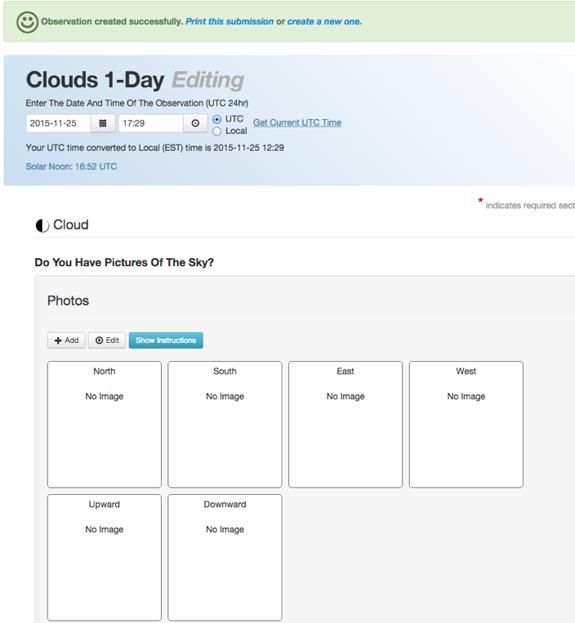 Observation created successfully. Print this submission or create a new one.
Clouds 1-Day Editing
Enter The Date And Time Of The Observation (UTC 24hr)
2015-11-25 17:29 UTC Get Current UTC Time
Local
Your UTC time converted to Local (EST) time is 2015-11-25 12:29
Solar Noon: 16:52 UTC
* indicates required sect
Cloud
Do You Have Pictures Of The Sky?
Photos
Add Edit Show Instructions
North South East West
No Image No Image No Image No Image
Upward Downward
No Image No Image